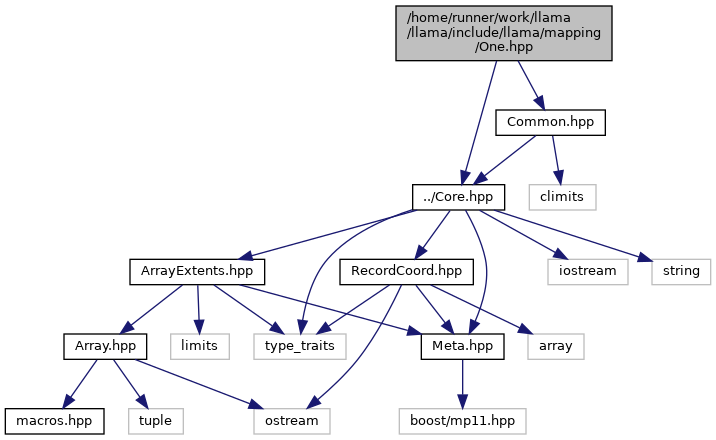 /home/runner/work/llama
/llama/include/llama/mapping
/One.hpp
Common.hpp
../Core.hpp
climits
ArrayExtents.hpp
RecordCoord.hpp
iostream
string
Array.hpp
limits
type_traits
Meta.hpp
array
macros.hpp
tuple
ostream
boost/mp11.hpp